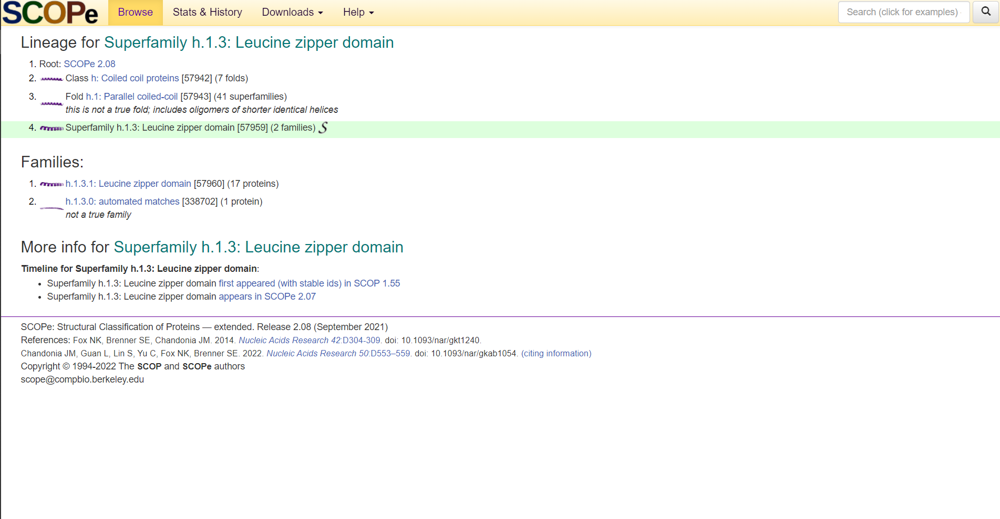 SCOPe Browse Stats & History Downloads Help Search (click for examples)
Lineage for Superfamily h.1.3: Leucine zipper domain
1. Root: SCOPe 2.08
2. Class h: Coiled coil proteins [57942] (7 folds)
3. Fold h.1: Parallel coiled-coil [57943] (41 superfamilies)
this is not a true fold; includes oligomers of shorter identical helices
4. Superfamily h.1.3: Leucine zipper domain [57959] (2 families) S
Families:
1. h.1.3.1: Leucine zipper domain [57960] (17 proteins)
2. h.1.3.0: automated matches [338702] (1 protein)
not a true family
More info for Superfamily h.1.3: Leucine zipper domain
Timeline for Superfamily h.1.3: Leucine zipper domain:
• Superfamily h.1.3: Leucine zipper domain first appeared (with stable ids) in SCOP 1.55
• Superfamily h.1.3: Leucine zipper domain appears in SCOPe 2.07
SCOPe: Structural Classification of Proteins — extended. Release 2.08 (September 2021)
References: Fox NK, Brenner SE, Chandonia JM. 2014. Nucleic Acids Research 42:D304-309. doi: 10.1093/nar/gkt1240.
Chandonia JM, Guan L, Lin S, Yu C, Fox NK, Brenner SE. 2022. Nucleic Acids Research 50:D553–559. doi: 10.1093/nar/gkab1054. (citing information)
Copyright © 1994-2022 The SCOP and SCOPe authors
scope@compbio.berkeley.edu